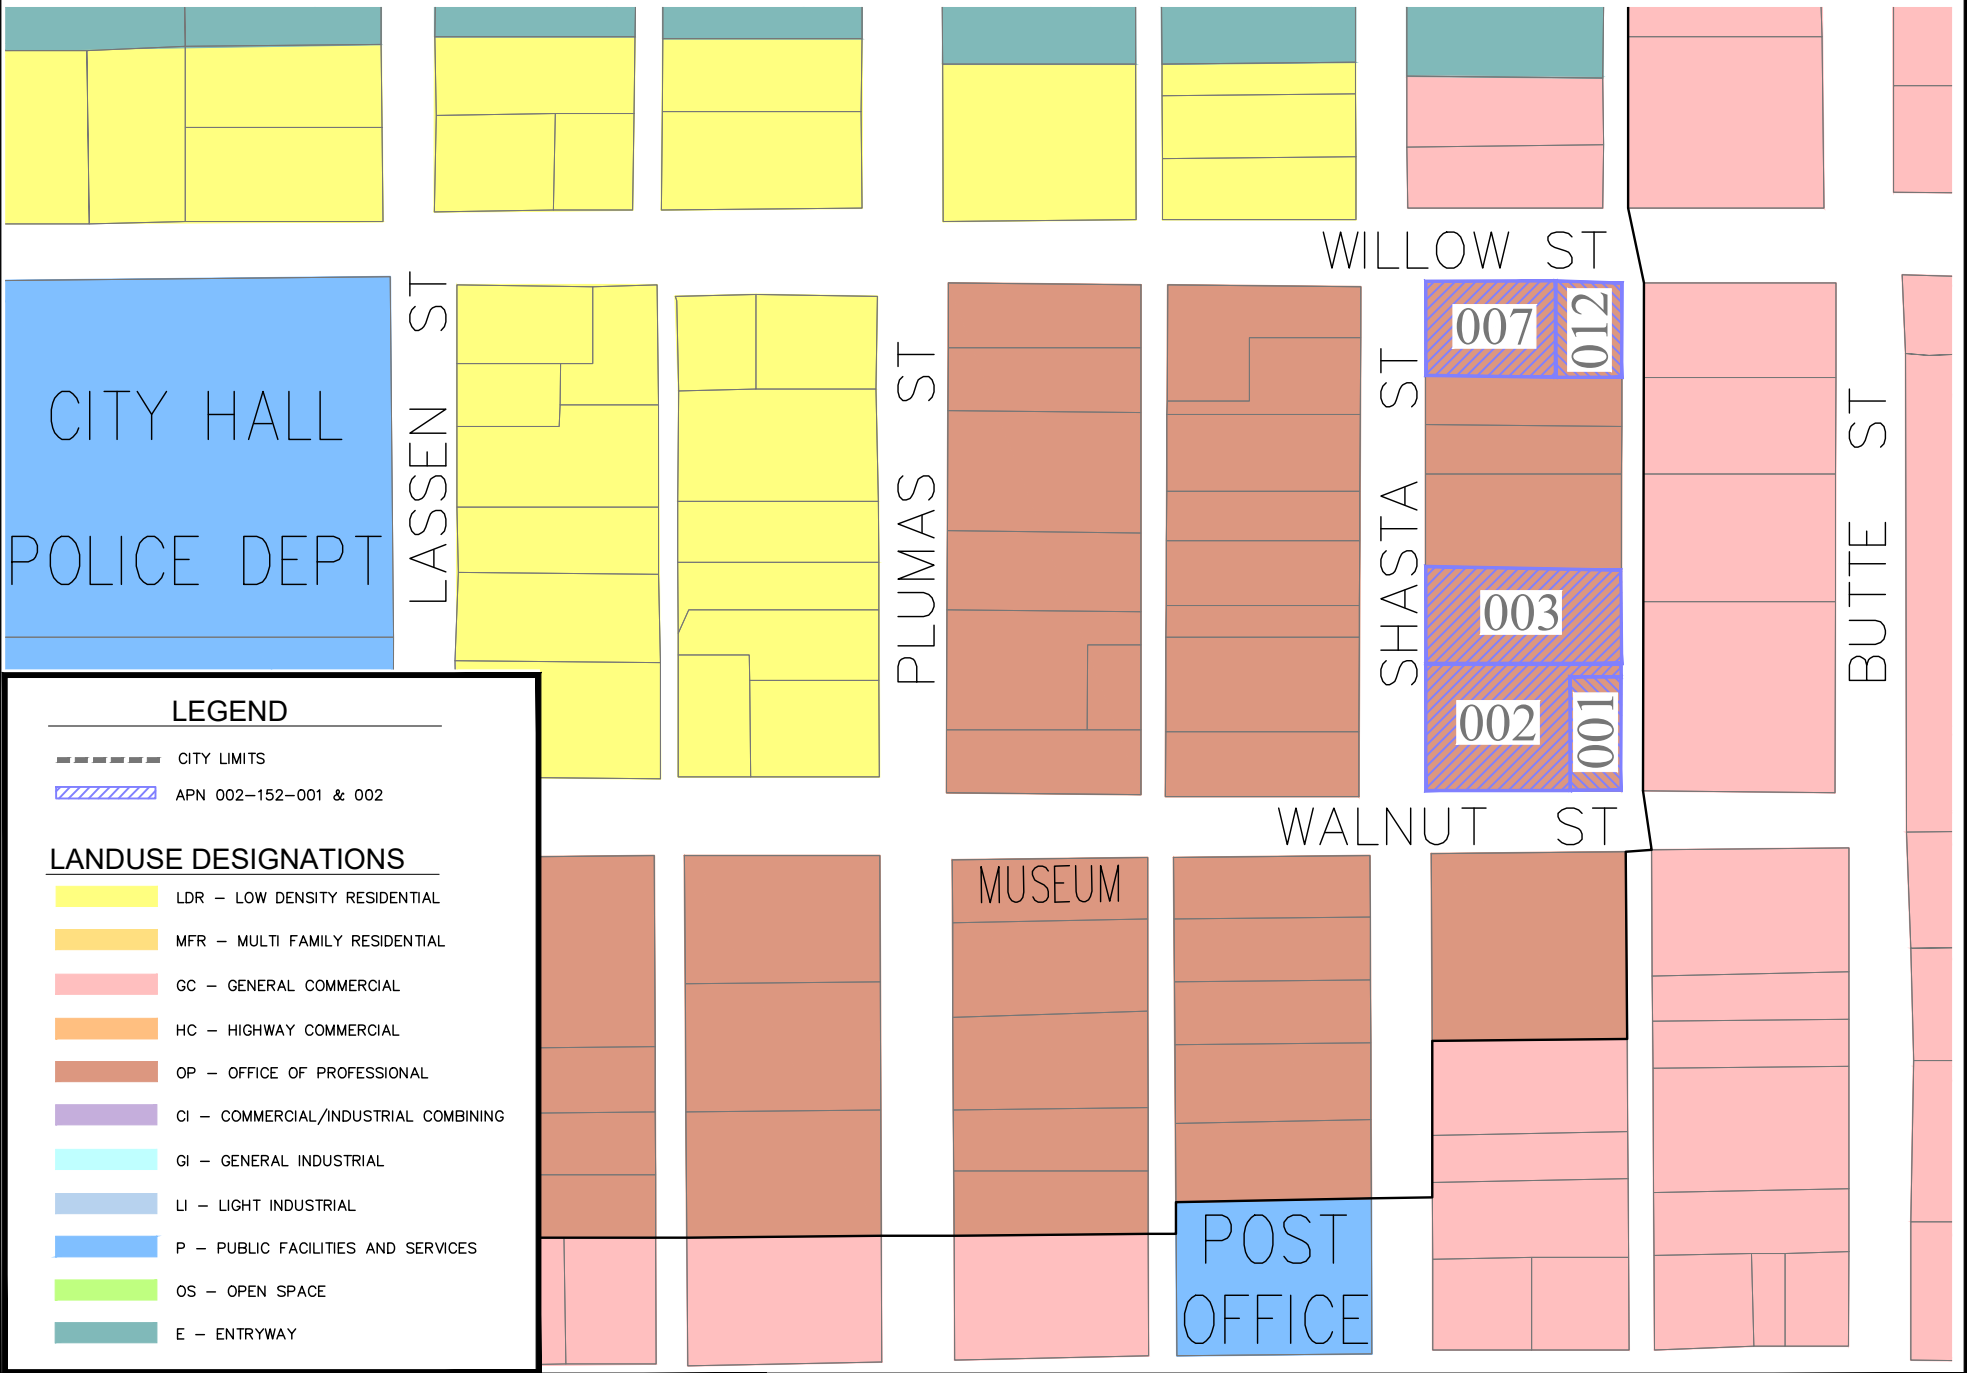 WILLOW ST
007
012
CITY HALL
POLICE DEPT
LASSEN ST
PLUMAS ST
SHASTA ST
BUTTE ST
003
002
001
WALNUT ST
MUSEUM
POST
OFFICE
LEGEND
CITY LIMITS
APN 002-152-001 & 002
LANDUSE DESIGNATIONS
LDR - LOW DENSITY RESIDENTIAL
MFR - MULTI FAMILY RESIDENTIAL
GC - GENERAL COMMERCIAL
HC - HIGHWAY COMMERCIAL
OP - OFFICE OF PROFESSIONAL
CI - COMMERCIAL/INDUSTRIAL COMBINING
GI - GENERAL INDUSTRIAL
LI - LIGHT INDUSTRIAL
P - PUBLIC FACILITIES AND SERVICES
OS - OPEN SPACE
E - ENTRYWAY